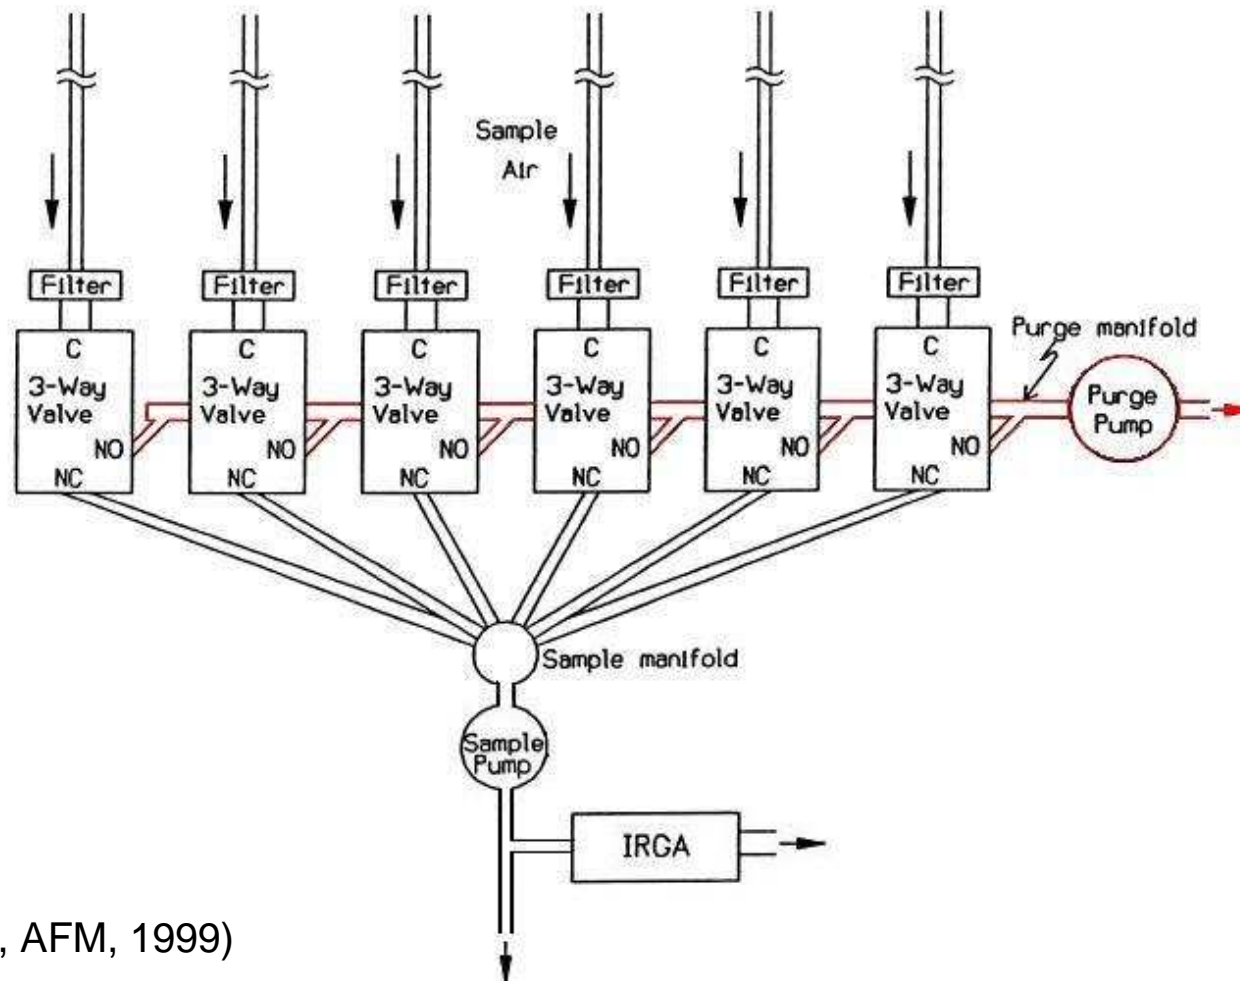 Sample
Air
Filter
Filter
Filter
Filter
Filter
Filter
Purge manifold
C
3-Way
Valve
NO
NC
C
3-Way
Valve
NO
NC
C
3-Way
Valve
NO
NC
C
3-Way
Valve
NO
NC
C
3-Way
Valve
NO
NC
C
3-Way
Valve
NO
NC
Purge
Pump
Sample manifold
Sample
Pump
IRGA
, AFM, 1999)